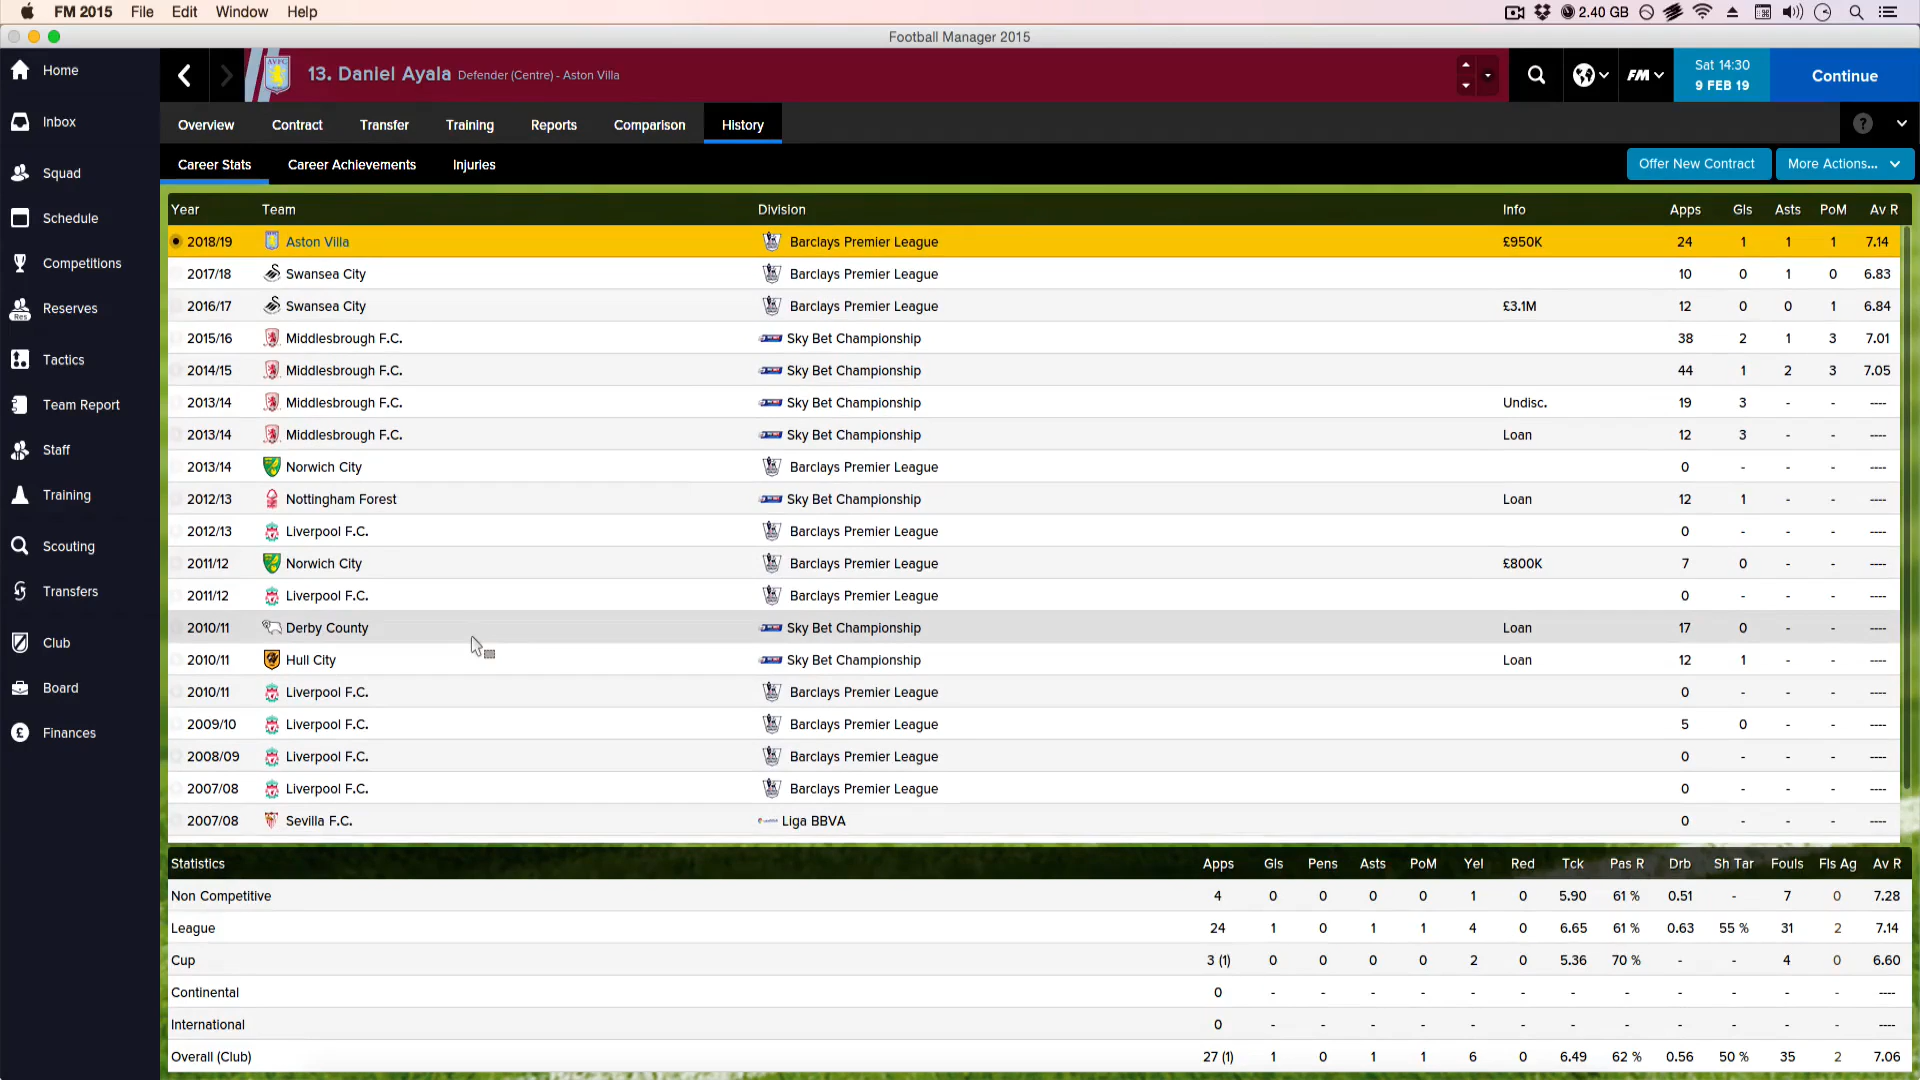 FM 2015 File Edit Window Help 2.40 GB
Football Manager 2015
Home
Inbox
Squad
Schedule
Competitions
Reserves
Res
Tactics
Team Report
Staff
Training
Scouting
Transfers
Club
Board
Finances
AVFC
13. Daniel Ayala Defender (Centre) - Aston Villa
FM
Sat 14:30
9 FEB 19
Continue
Overview Contract Transfer Training Reports Comparison History
?
Career Stats Career Achievements Injuries
Offer New Contract More Actions...
Year Team Division Info Apps Gls Asts PoM Av R
2018/19 Aston Villa Barclays Premier League £950K 24 1 1 1 7.14
2017/18 Swansea City Barclays Premier League 10 0 1 0 6.83
2016/17 Swansea City Barclays Premier League £3.1M 12 0 0 1 6.84
2015/16 Middlesbrough F.C. Sky Bet Championship 38 2 1 3 7.01
2014/15 Middlesbrough F.C. Sky Bet Championship 44 1 2 3 7.05
2013/14 Middlesbrough F.C. Sky Bet Championship Undisc. 19 3 - - ----
2013/14 Middlesbrough F.C. Sky Bet Championship Loan 12 3 - - ----
2013/14 Norwich City Barclays Premier League 0 - - - ----
2012/13 Nottingham Forest Sky Bet Championship Loan 12 1 - - ----
2012/13 Liverpool F.C. Barclays Premier League 0 - - - ----
2011/12 Norwich City Barclays Premier League £800K 7 0 - - ----
2011/12 Liverpool F.C. Barclays Premier League 0 - - - ----
2010/11 Derby County Sky Bet Championship Loan 17 0 - - ----
2010/11 Hull City Sky Bet Championship Loan 12 1 - - ----
2010/11 Liverpool F.C. Barclays Premier League 0 - - - ----
2009/10 Liverpool F.C. Barclays Premier League 5 0 - - ----
2008/09 Liverpool F.C. Barclays Premier League 0 - - - ----
2007/08 Liverpool F.C. Barclays Premier League 0 - - - ----
2007/08 Sevilla F.C. Liga BBVA 0 - - - ----
Statistics Apps Gls Pens Asts PoM Yel Red Tck Pas R Drb Sh Tar Fouls Fls Ag Av R
Non Competitive 4 0 0 0 0 1 0 5.90 61 % 0.51 - 7 0 7.28
League 24 1 0 1 1 4 0 6.65 61 % 0.63 55 % 31 2 7.14
Cup 3 (1) 0 0 0 0 2 0 5.36 70 % - - 4 0 6.60
Continental 0 - - - - - - - - - - - - ----
International 0 - - - - - - - - - - - - ----
Overall (Club) 27 (1) 1 0 1 1 6 0 6.49 62 % 0.56 50 % 35 2 7.06